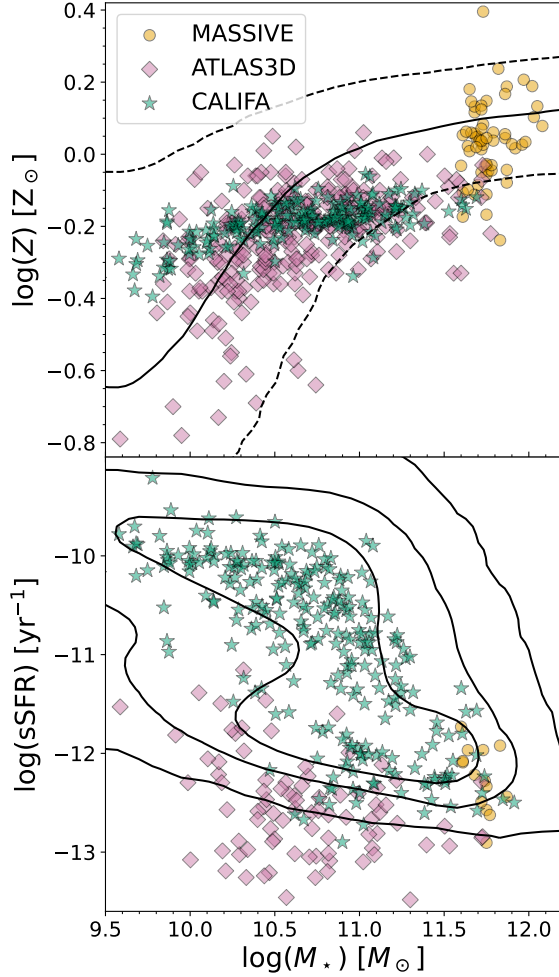 MASSIVE
ATLAS3D
CALIFA
0.4
0.2
0.0
−0.2
−0.4
−0.6
−0.8
log(Z) [Z⊙]
−10
−11
−12
−13
log(sSFR) [yr⁻¹]
9.5 10.0 10.5 11.0 11.5 12.0
log(M⋆) [M⊙]